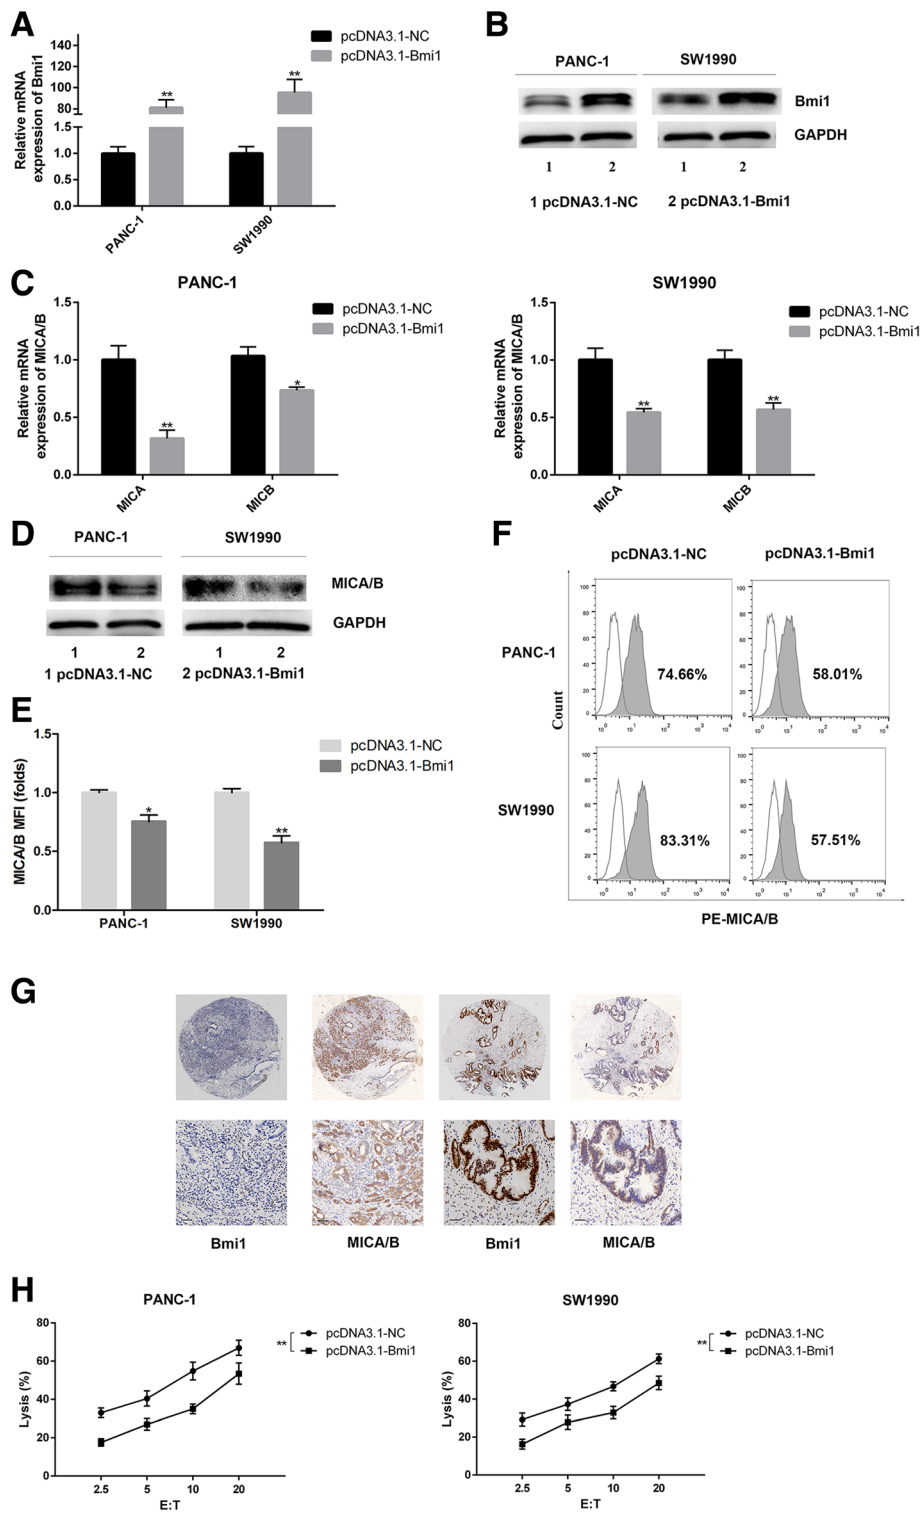 A
Relative mRNA
expression of Bmi1
140
120
100
80
1.5
1.0
0.5
0.0
**
**
PANC-1
SW1990
pcDNA3.1-NC
pcDNA3.1-Bmi1
B
PANC-1
SW1990
Bmi1
GAPDH
1
2
1
2
1 pcDNA3.1-NC
2 pcDNA3.1-Bmi1
C
PANC-1
Relative mRNA
expression of MICA/B
1.5
1.0
0.5
0.0
**
*
MICA
MICB
pcDNA3.1-NC
pcDNA3.1-Bmi1
SW1990
Relative mRNA
expression of MICA/B
1.5
1.0
0.5
0.0
**
**
MICA
MICB
pcDNA3.1-NC
pcDNA3.1-Bmi1
D
PANC-1
SW1990
MICA/B
GAPDH
1
2
1
2
1 pcDNA3.1-NC
2 pcDNA3.1-Bmi1
E
MICA/B MFI (folds)
1.5
1.0
0.5
0.0
*
**
PANC-1
SW1990
pcDNA3.1-NC
pcDNA3.1-Bmi1
F
pcDNA3.1-NC
pcDNA3.1-Bmi1
PANC-1
74.66%
58.01%
Count
SW1990
83.31%
57.51%
PE-MICA/B
G
Bmi1
MICA/B
Bmi1
MICA/B
H
PANC-1
Lysis (%)
80
60
40
20
0
2.5
5
10
20
E:T
**
pcDNA3.1-NC
pcDNA3.1-Bmi1
SW1990
Lysis (%)
80
60
40
20
0
2.5
5
10
20
E:T
**
pcDNA3.1-NC
pcDNA3.1-Bmi1